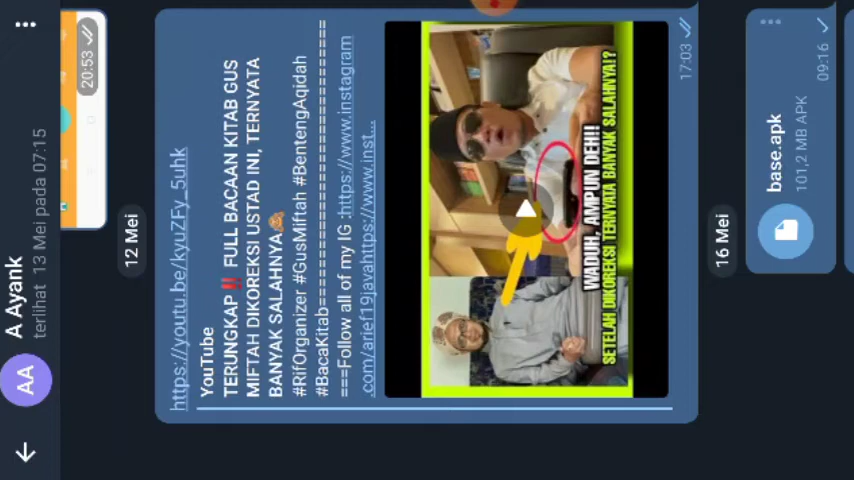 A Ayank
terlihat 13 Mei pada 07:15
AA
20:53
12 Mei
https://youtu.be/kyuZFy_5uhk
YouTube
TERUNGKAP‼️ FULL BACAAN KITAB GUS
MIFTAH DIKOREKSI USTAD INI, TERNYATA
BANYAK SALAHNYA🙈
#RifOrganizer #GusMiftah #BentengAqidah
#BacaKitab==============================
===Follow all of my IG :https://www.instagram
.com/arief19javahttps://www.inst...
WADUH, AMPUN DEH!!
SETELAH DIKOREKSI TERNYATA BANYAK SALAHNYA!?
17:03
16 Mei
base.apk
101,2 MB APK
09:16